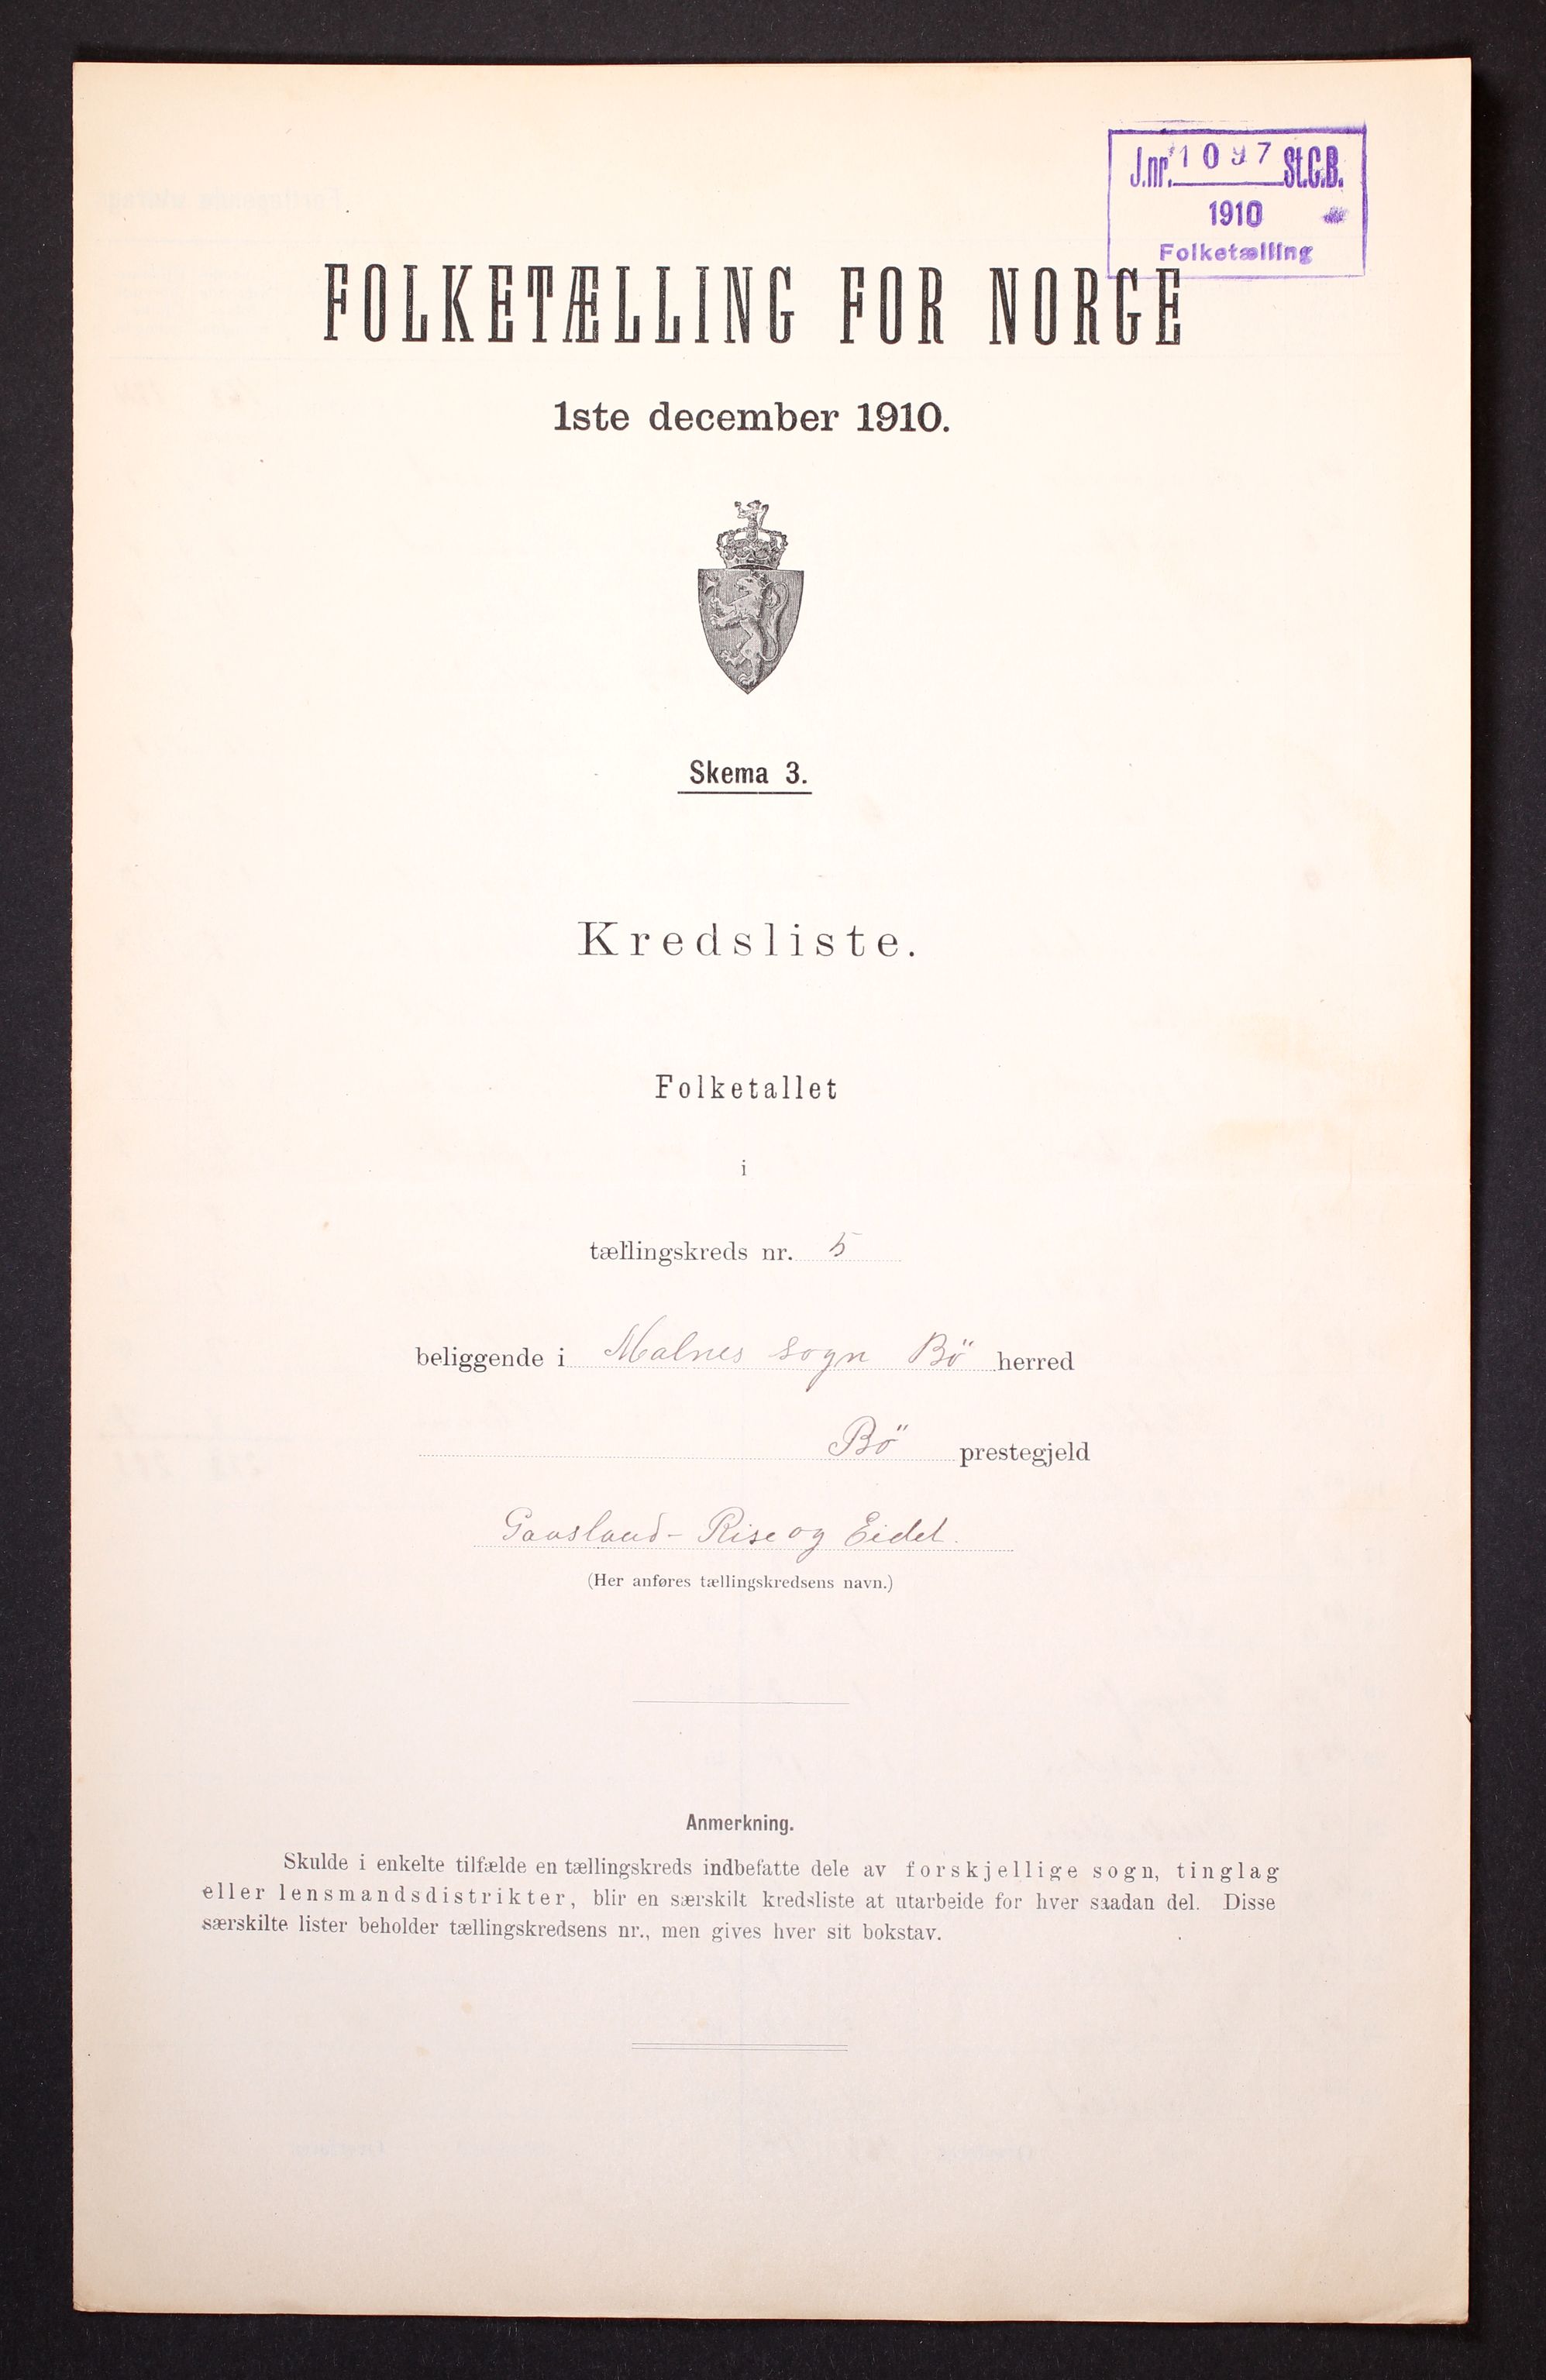 J.nr. 1097 St.C.B.
1910
Folketælling
FOLKETÆLLING FOR NORGE
1ste december 1910.
Skema 3.
Kredsliste.
Folketallet
i
tællingskreds nr. 5
beliggende i Malnes sogn Bö herred
Bö prestegjeld
Gaasland - Rise og Eidet.
(Her anføres tællingskredsens navn.)
Anmerkning.
Skulde i enkelte tilfælde en tællingskreds indbefatte dele av forskjellige sogn, tinglag
eller lensmandsdistrikter, blir en særskilt kredsliste at utarbeide for hver saadan del. Disse
særskilte lister beholder tællingskredsens nr., men gives hver sit bokstav.